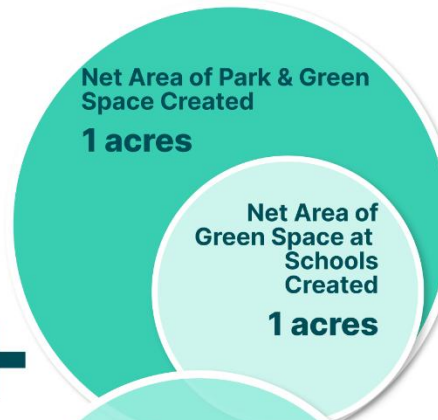 Net Area of Park & Green
Space Created
1 acres
Net Area of
Green Space at
Schools
Created
1 acres